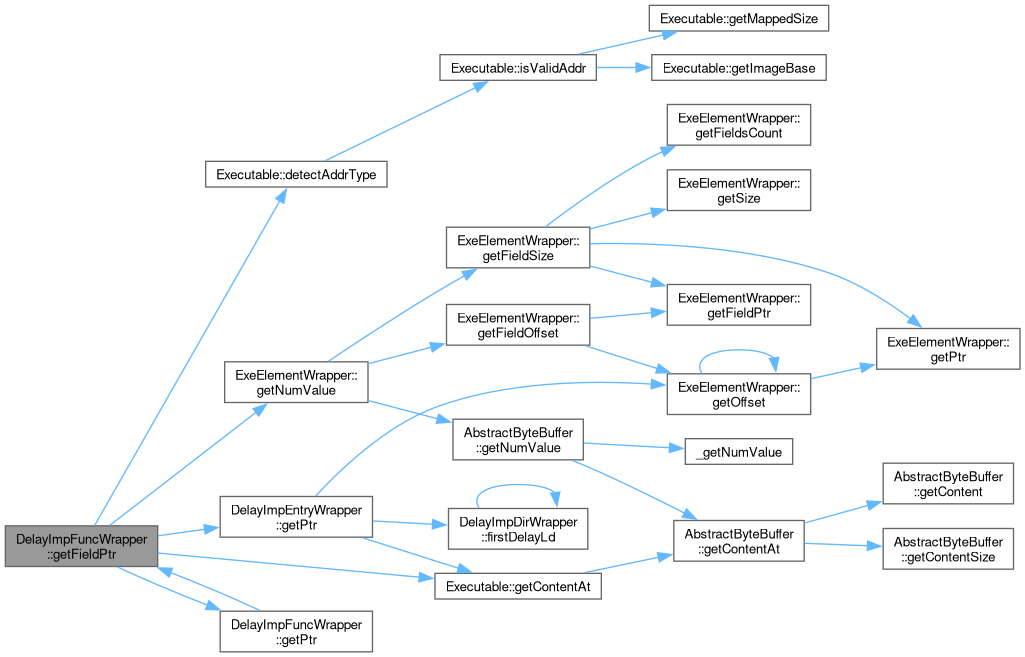 Executable::getMappedSize
Executable::isValidAddr
Executable::getImageBase
ExeElementWrapper::
getFieldsCount
Executable::detectAddrType
ExeElementWrapper::
getSize
ExeElementWrapper::
getFieldSize
ExeElementWrapper::
getFieldPtr
ExeElementWrapper::
getFieldOffset
ExeElementWrapper::
getPtr
ExeElementWrapper::
getNumValue
ExeElementWrapper::
getOffset
AbstractByteBuffer
::getNumValue
_getNumValue
AbstractByteBuffer
::getContent
DelayImpEntryWrapper
::getPtr
DelayImpDirWrapper
::firstDelayLd
AbstractByteBuffer
::getContentAt
DelayImpFuncWrapper
::getFieldPtr
AbstractByteBuffer
::getContentSize
Executable::getContentAt
DelayImpFuncWrapper
::getPtr